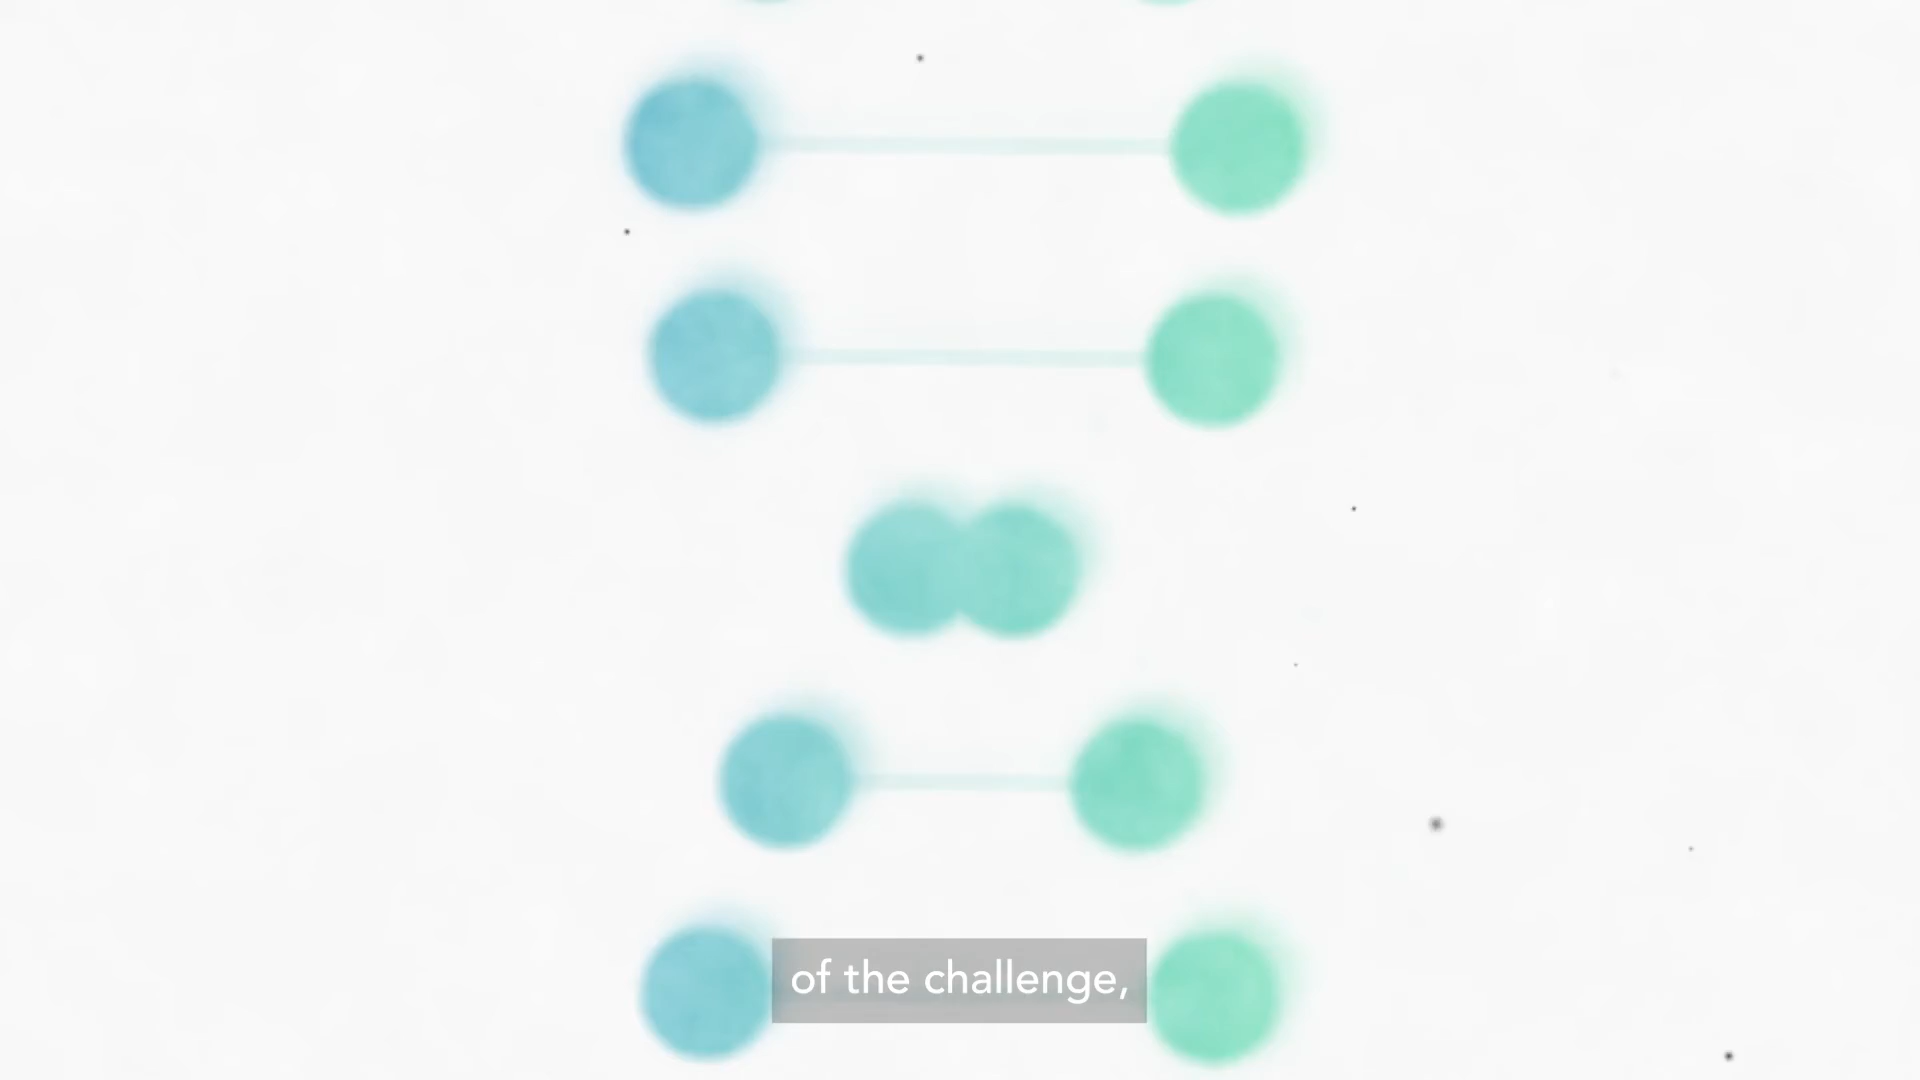 of the challenge,